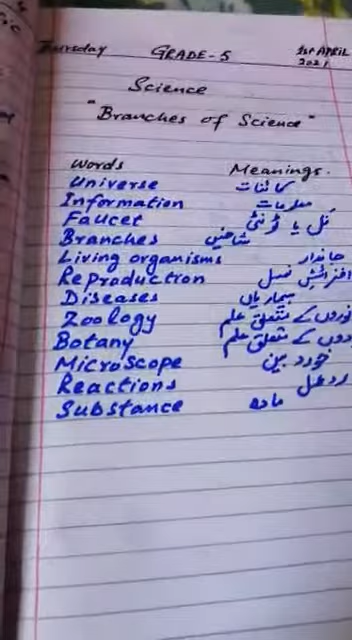 Thursday GRADE-5 1st APRIL
2021
Science
"Branches of Science"
Words Meanings.
Universe کائنات
Information معلومات
Faucet نل یا ٹونٹی
Branches شاخیں
Living organisms جاندار
Reproduction افزائش نسل
Diseases بیماریاں
Zoology کے متعلق علم
Botany کے متعلق علم
MicroScope خوردبین
Reactions ردعمل
Substance مادہ